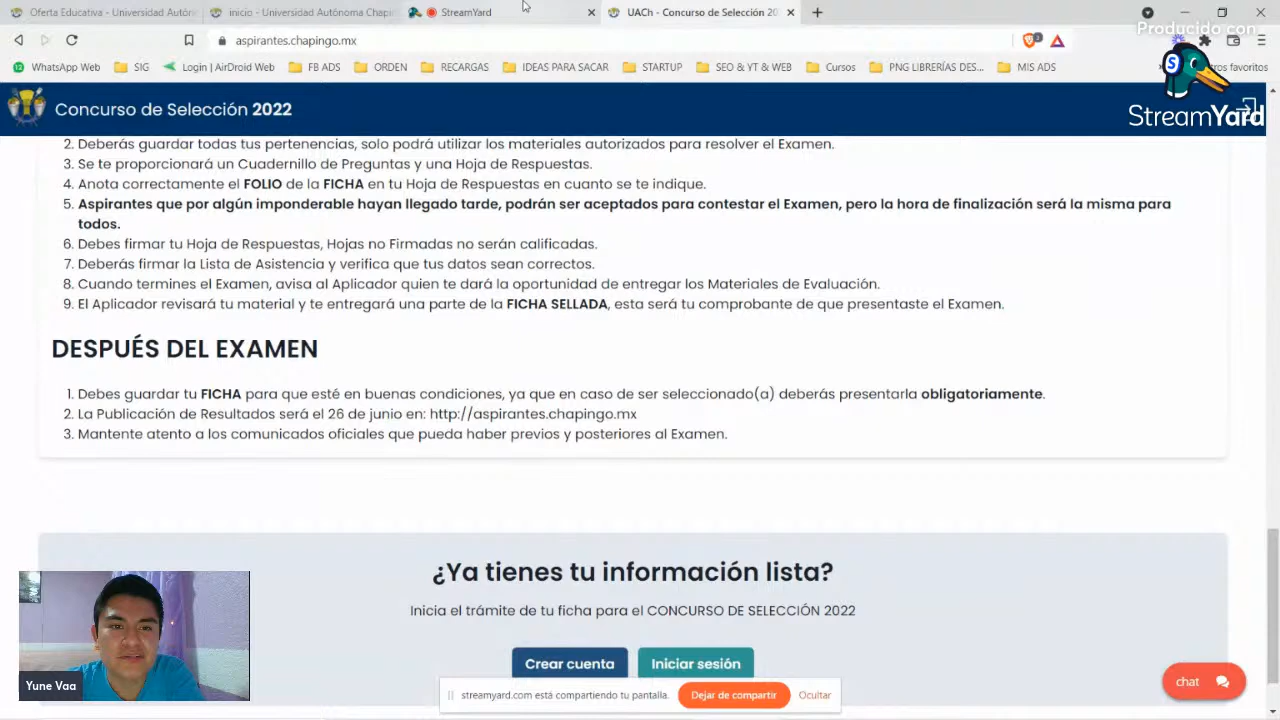 Oferta Educativa - Universidad Autón
inicio - Universidad Autónoma Chapi
StreamYard
UACh - Concurso de Selección 20
Producido con
aspirantes.chapingo.mx
WhatsApp Web
SIG
Login | AirDroid Web
FB ADS
ORDEN
RECARGAS
IDEAS PARA SACAR
STARTUP
SEO & YT & WEB
Cursos
PNG LIBRERÍAS DES...
MIS ADS
otros favoritos
StreamYard
Concurso de Selección 2022
2. Deberás guardar todas tus pertenencias, solo podrá utilizar los materiales autorizados para resolver el Examen.
3. Se te proporcionará un Cuadernillo de Preguntas y una Hoja de Respuestas.
4. Anota correctamente el FOLIO de la FICHA en tu Hoja de Respuestas en cuanto se te indique.
5. Aspirantes que por algún imponderable hayan llegado tarde, podrán ser aceptados para contestar el Examen, pero la hora de finalización será la misma para
todos.
6. Debes firmar tu Hoja de Respuestas, Hojas no Firmadas no serán calificadas.
7. Deberás firmar la Lista de Asistencia y verifica que tus datos sean correctos.
8. Cuando termines el Examen, avisa al Aplicador quien te dará la oportunidad de entregar los Materiales de Evaluación.
9. El Aplicador revisará tu material y te entregará una parte de la FICHA SELLADA, esta será tu comprobante de que presentaste el Examen.
DESPUÉS DEL EXAMEN
1. Debes guardar tu FICHA para que esté en buenas condiciones, ya que en caso de ser seleccionado(a) deberás presentarla obligatoriamente.
2. La Publicación de Resultados será el 26 de junio en: http://aspirantes.chapingo.mx
3. Mantente atento a los comunicados oficiales que pueda haber previos y posteriores al Examen.
¿Ya tienes tu información lista?
Inicia el trámite de tu ficha para el CONCURSO DE SELECCIÓN 2022
Crear cuenta
Iniciar sesión
Yune Vaa
streamyard.com está compartiendo tu pantalla.
Dejar de compartir
Ocultar
chat